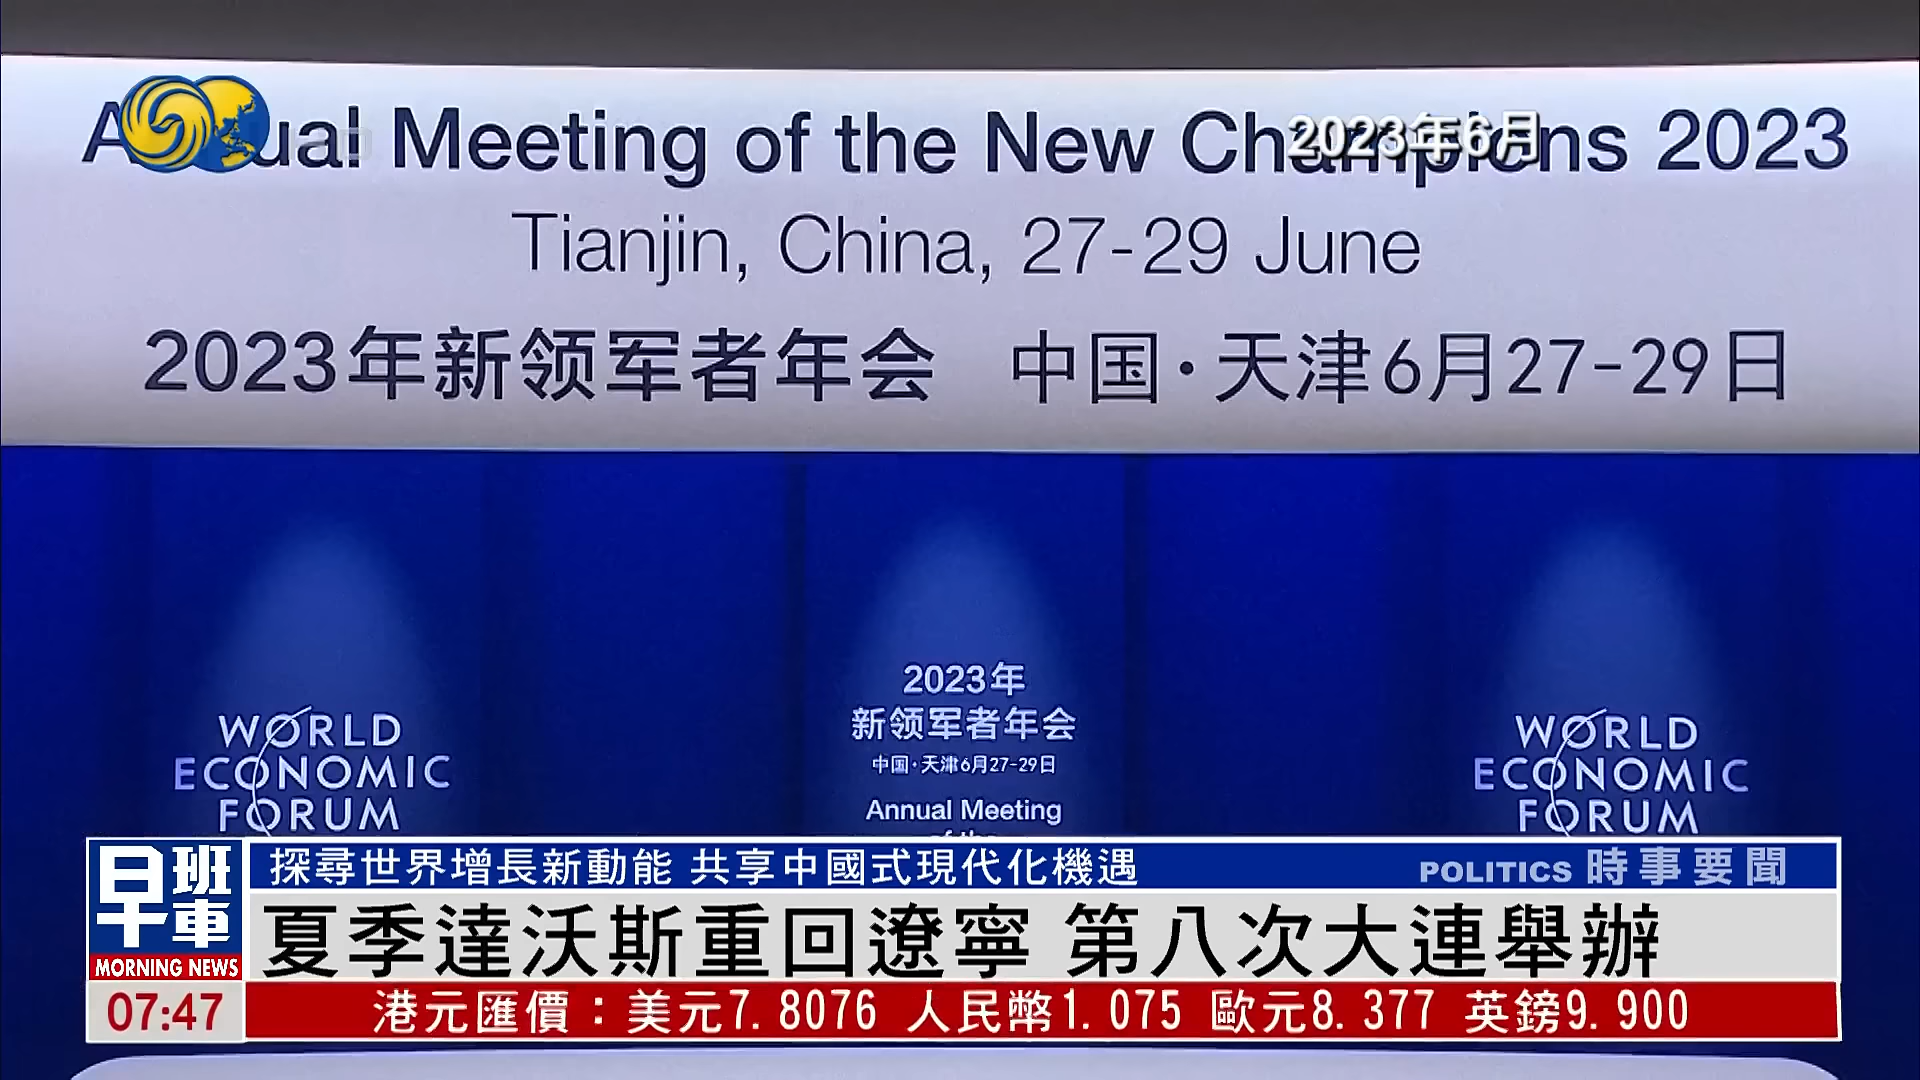 Annual Meeting of the New Champions 2023
2023年6月
Tianjin, China, 27-29 June
2023年新领军者年会 中国·天津6月27-29日
WORLD
ECONOMIC
FORUM
2023年
新领军者年会
中国·天津6月27-29日
Annual Meeting
of the
WORLD
ECONOMIC
FORUM
早班車
MORNING NEWS
07:47
探尋世界增長新動能 共享中國式現代化機遇
POLITICS 時事要聞
夏季達沃斯重回遼寧 第八次大連舉辦
港元匯價：美元7.8076 人民幣1.075 歐元8.377 英鎊9.900